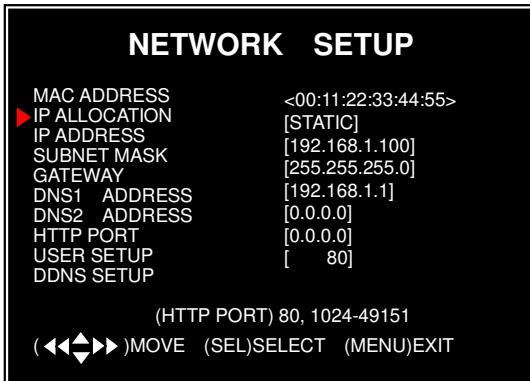 NETWORK SETUP
MAC ADDRESS <00:11:22:33:44:55>
IP ALLOCATION [STATIC]
IP ADDRESS [192.168.1.100]
SUBNET MASK [255.255.255.0]
GATEWAY [192.168.1.1]
DNS1 ADDRESS [0.0.0.0]
DNS2 ADDRESS [0.0.0.0]
HTTP PORT [ 80]
USER SETUP
DDNS SETUP
(HTTP PORT) 80, 1024-49151
( )MOVE (SEL)SELECT (MENU)EXIT